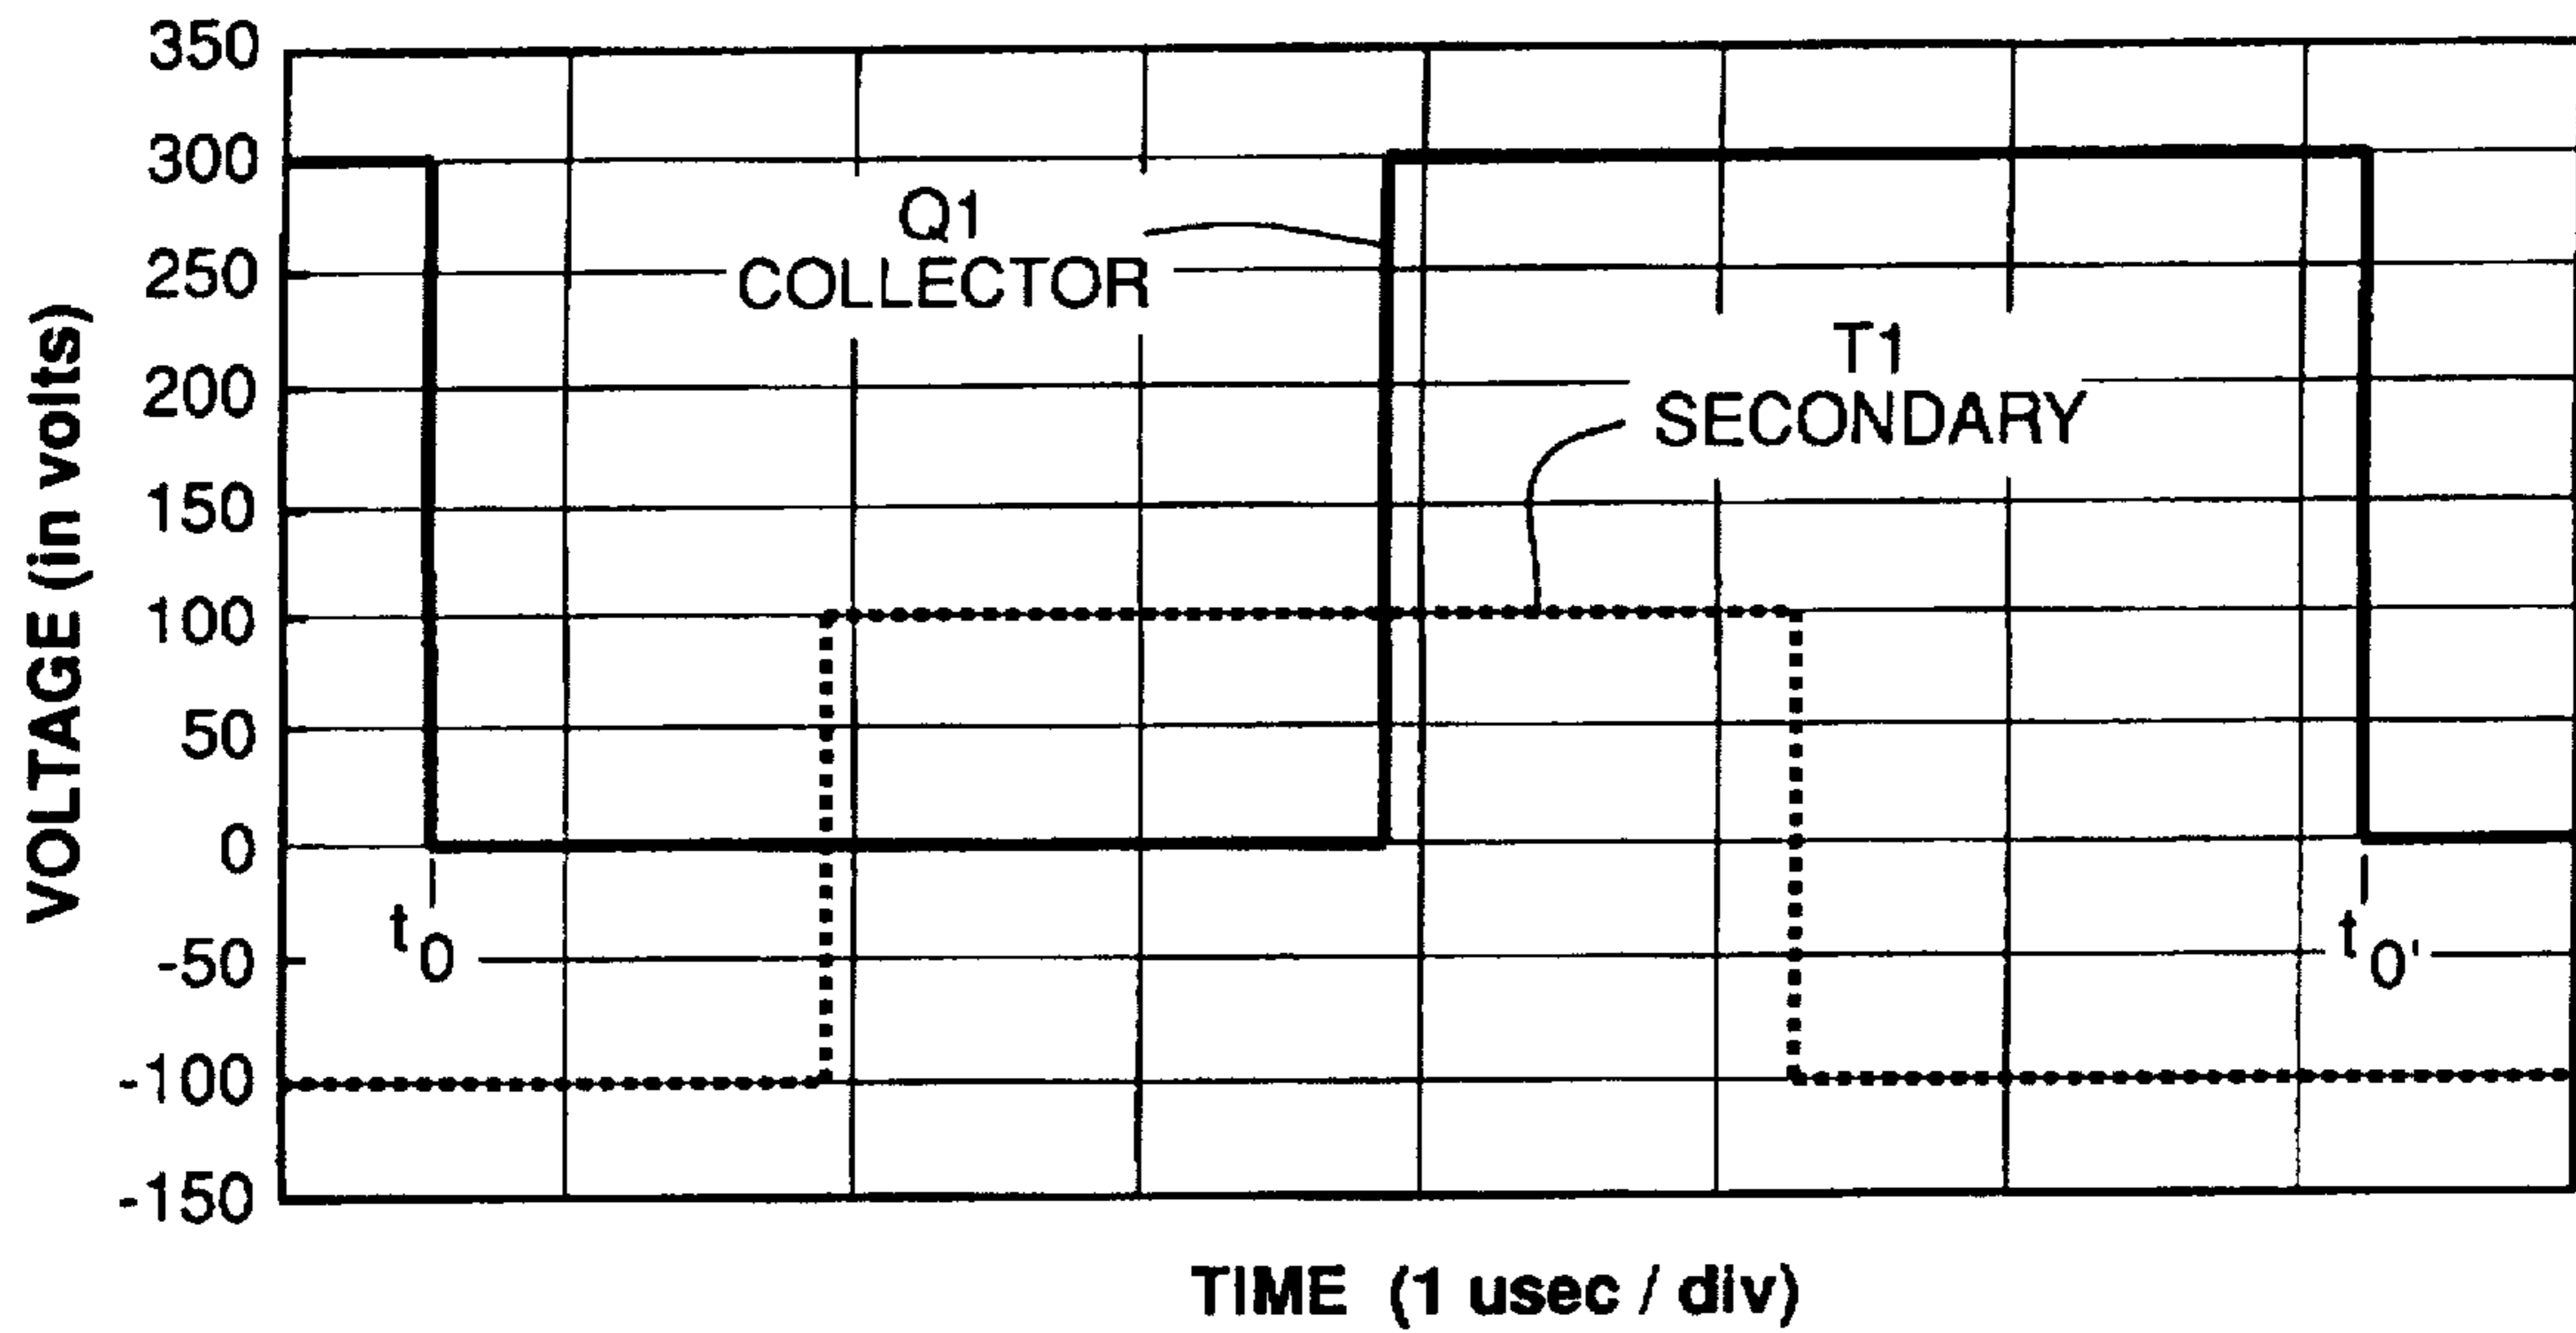 350
300
250
200
150
100
50
0
-50
-100
-150
VOLTAGE (in volts)
Q1
COLLECTOR
T1
SECONDARY
t0
t0'
TIME (1 usec / div)